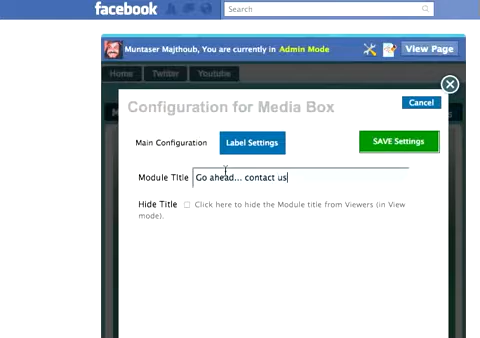 facebook
Search
Muntaser Majthoub, You are currently in Admin Mode
View Page
Home
Twitter
Youtube
Configuration for Media Box
Cancel
Main Configuration
Label Settings
SAVE Settings
Module Title
Go ahead... contact us
Hide Title
Click here to hide the Module title from Viewers (in View
mode).